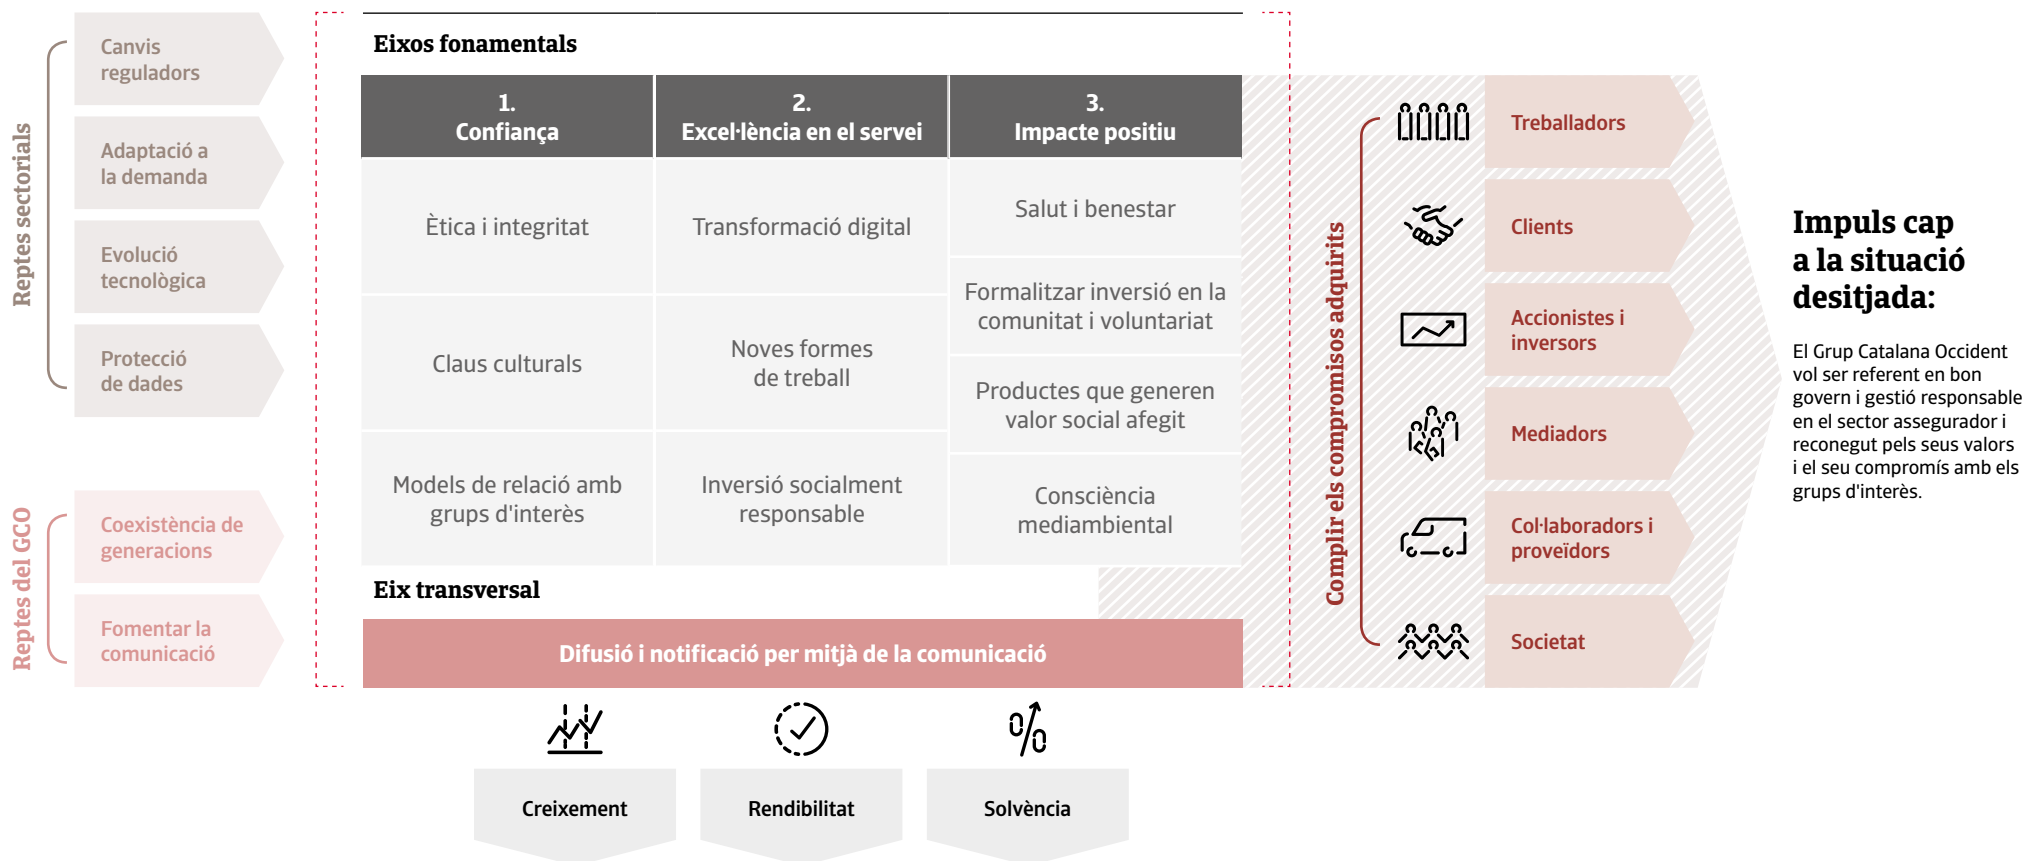 Reptes sectorials
Canvis
reguladors
Adaptació a
la demanda
Evolució
tecnològica
Protecció
de dades
Reptes del GCO
Coexistència de
generacions
Fomentar la
comunicació
Eixos fonamentals
1.
Confiança
Ètica i integritat
Claus culturals
Models de relació amb
grups d'interès
2.
Excel·lència en el servei
Transformació digital
Noves formes
de treball
Inversió socialment
responsable
3.
Impacte positiu
Salut i benestar
Formalitzar inversió en la
comunitat i voluntariat
Productes que generen
valor social afegit
Consciència
mediambiental
Eix transversal
Difusió i notificació per mitjà de la comunicació
Creixement
Rendibilitat
Solvència
Complir els compromisos adquirits
Treballadors
Clients
Accionistes i
inversors
Mediadors
Col·laboradors i
proveïdors
Societat
Impuls cap
a la situació
desitjada:
El Grup Catalana Occident
vol ser referent en bon
govern i gestió responsable
en el sector assegurador i
reconegut pels seus valors
i el seu compromís amb els
grups d'interès.